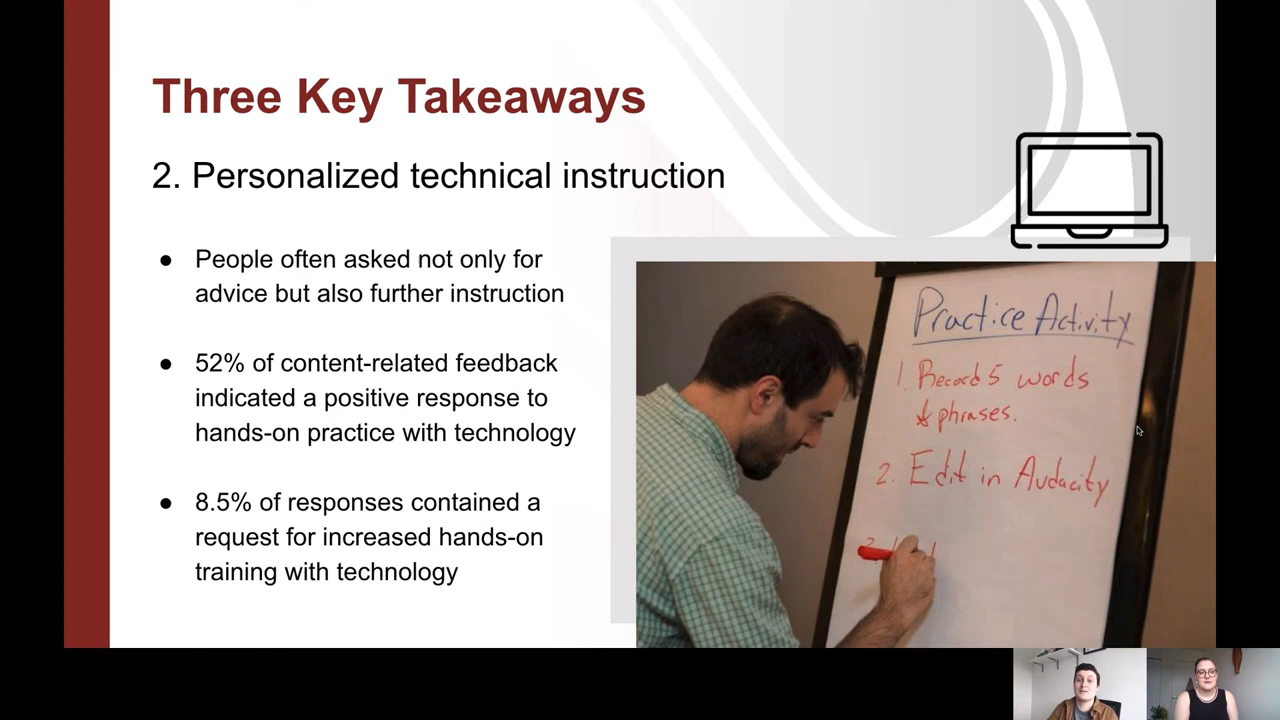 Three Key Takeaways
2. Personalized technical instruction
● People often asked not only for
advice but also further instruction
● 52% of content-related feedback
indicated a positive response to
hands-on practice with technology
● 8.5% of responses contained a
request for increased hands-on
training with technology
Practice Activity
1. Record 5 words
& phrases.
2. Edit in Audacity